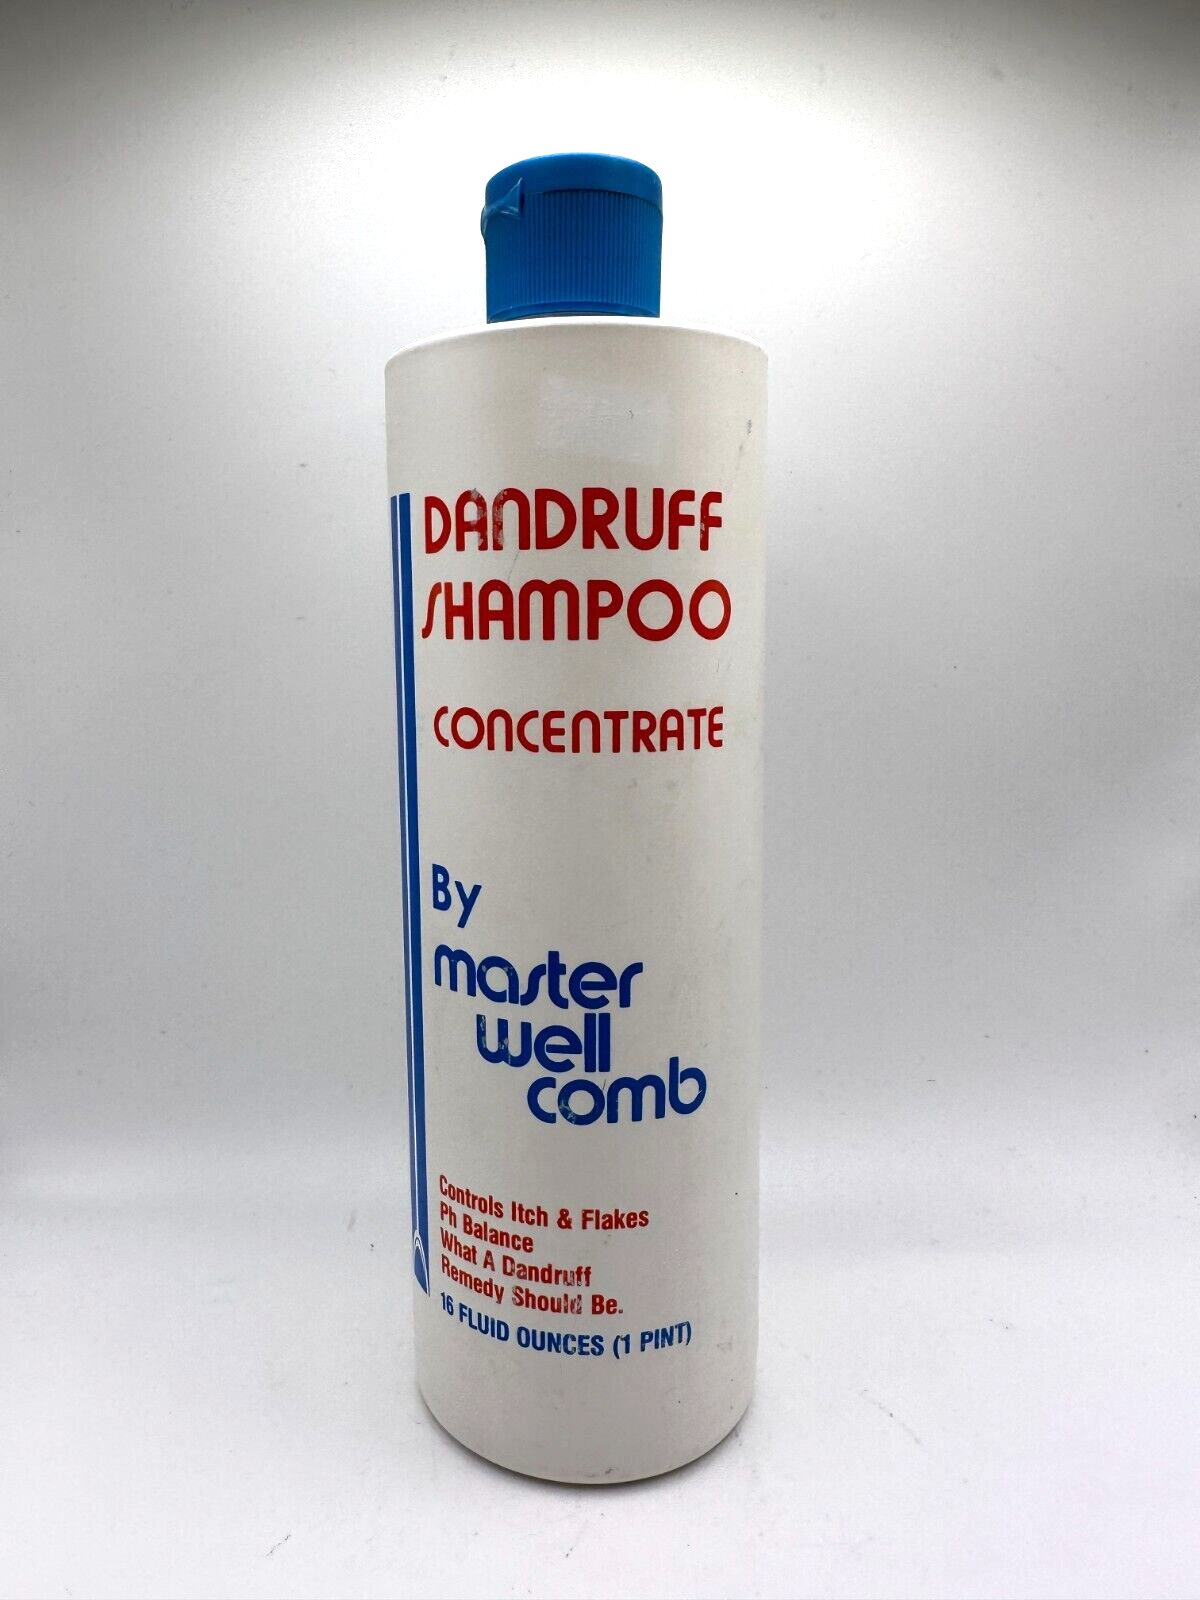 DANDRUFF
SHAMPOO
CONCENTRATE
By
master
well
comb
Controls Itch & Flakes
Ph Balance
What A Dandruff
Remedy Should Be.
16 FLUID OUNCES (1 PINT)